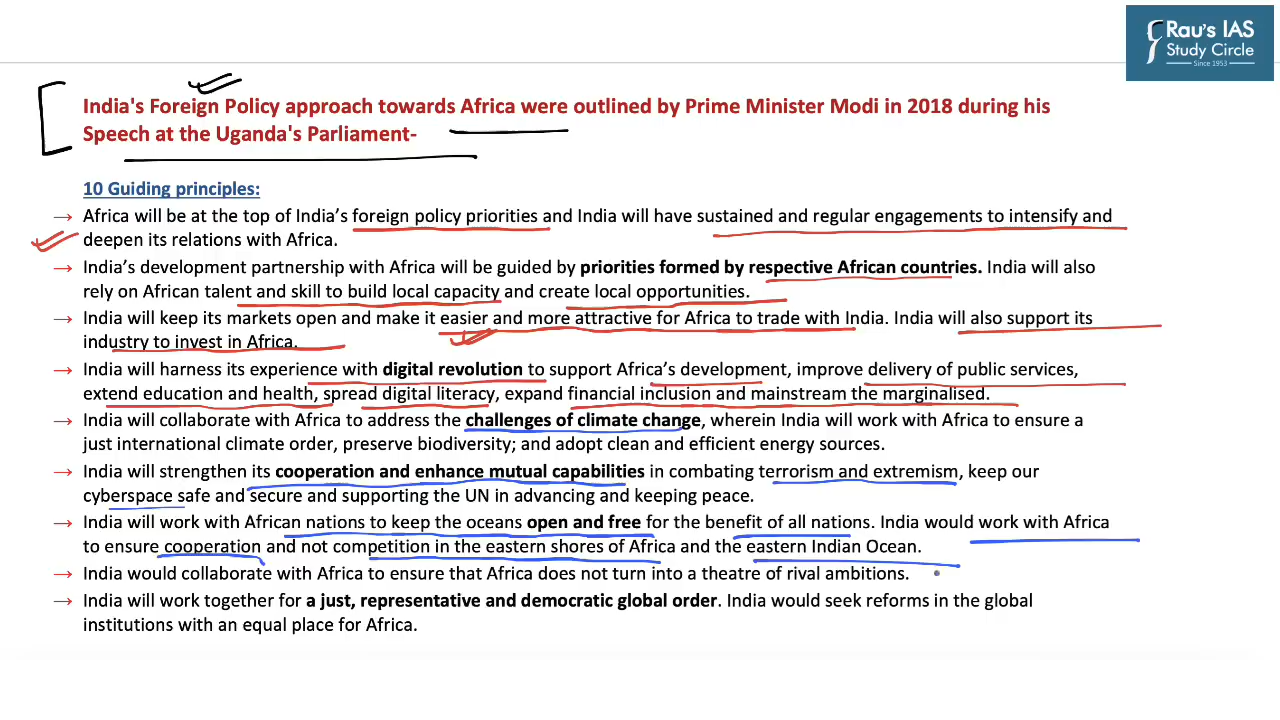 Rau's IAS
Study Circle
Since 1953
India's Foreign Policy approach towards Africa were outlined by Prime Minister Modi in 2018 during his
Speech at the Uganda's Parliament-
10 Guiding principles:
→ Africa will be at the top of India's foreign policy priorities and India will have sustained and regular engagements to intensify and
deepen its relations with Africa.
→ India's development partnership with Africa will be guided by priorities formed by respective African countries. India will also
rely on African talent and skill to build local capacity and create local opportunities.
→ India will keep its markets open and make it easier and more attractive for Africa to trade with India. India will also support its
industry to invest in Africa.
→ India will harness its experience with digital revolution to support Africa's development, improve delivery of public services,
extend education and health, spread digital literacy, expand financial inclusion and mainstream the marginalised.
→ India will collaborate with Africa to address the challenges of climate change, wherein India will work with Africa to ensure a
just international climate order, preserve biodiversity; and adopt clean and efficient energy sources.
→ India will strengthen its cooperation and enhance mutual capabilities in combating terrorism and extremism, keep our
cyberspace safe and secure and supporting the UN in advancing and keeping peace.
→ India will work with African nations to keep the oceans open and free for the benefit of all nations. India would work with Africa
to ensure cooperation and not competition in the eastern shores of Africa and the eastern Indian Ocean.
→ India would collaborate with Africa to ensure that Africa does not turn into a theatre of rival ambitions.
→ India will work together for a just, representative and democratic global order. India would seek reforms in the global
institutions with an equal place for Africa.